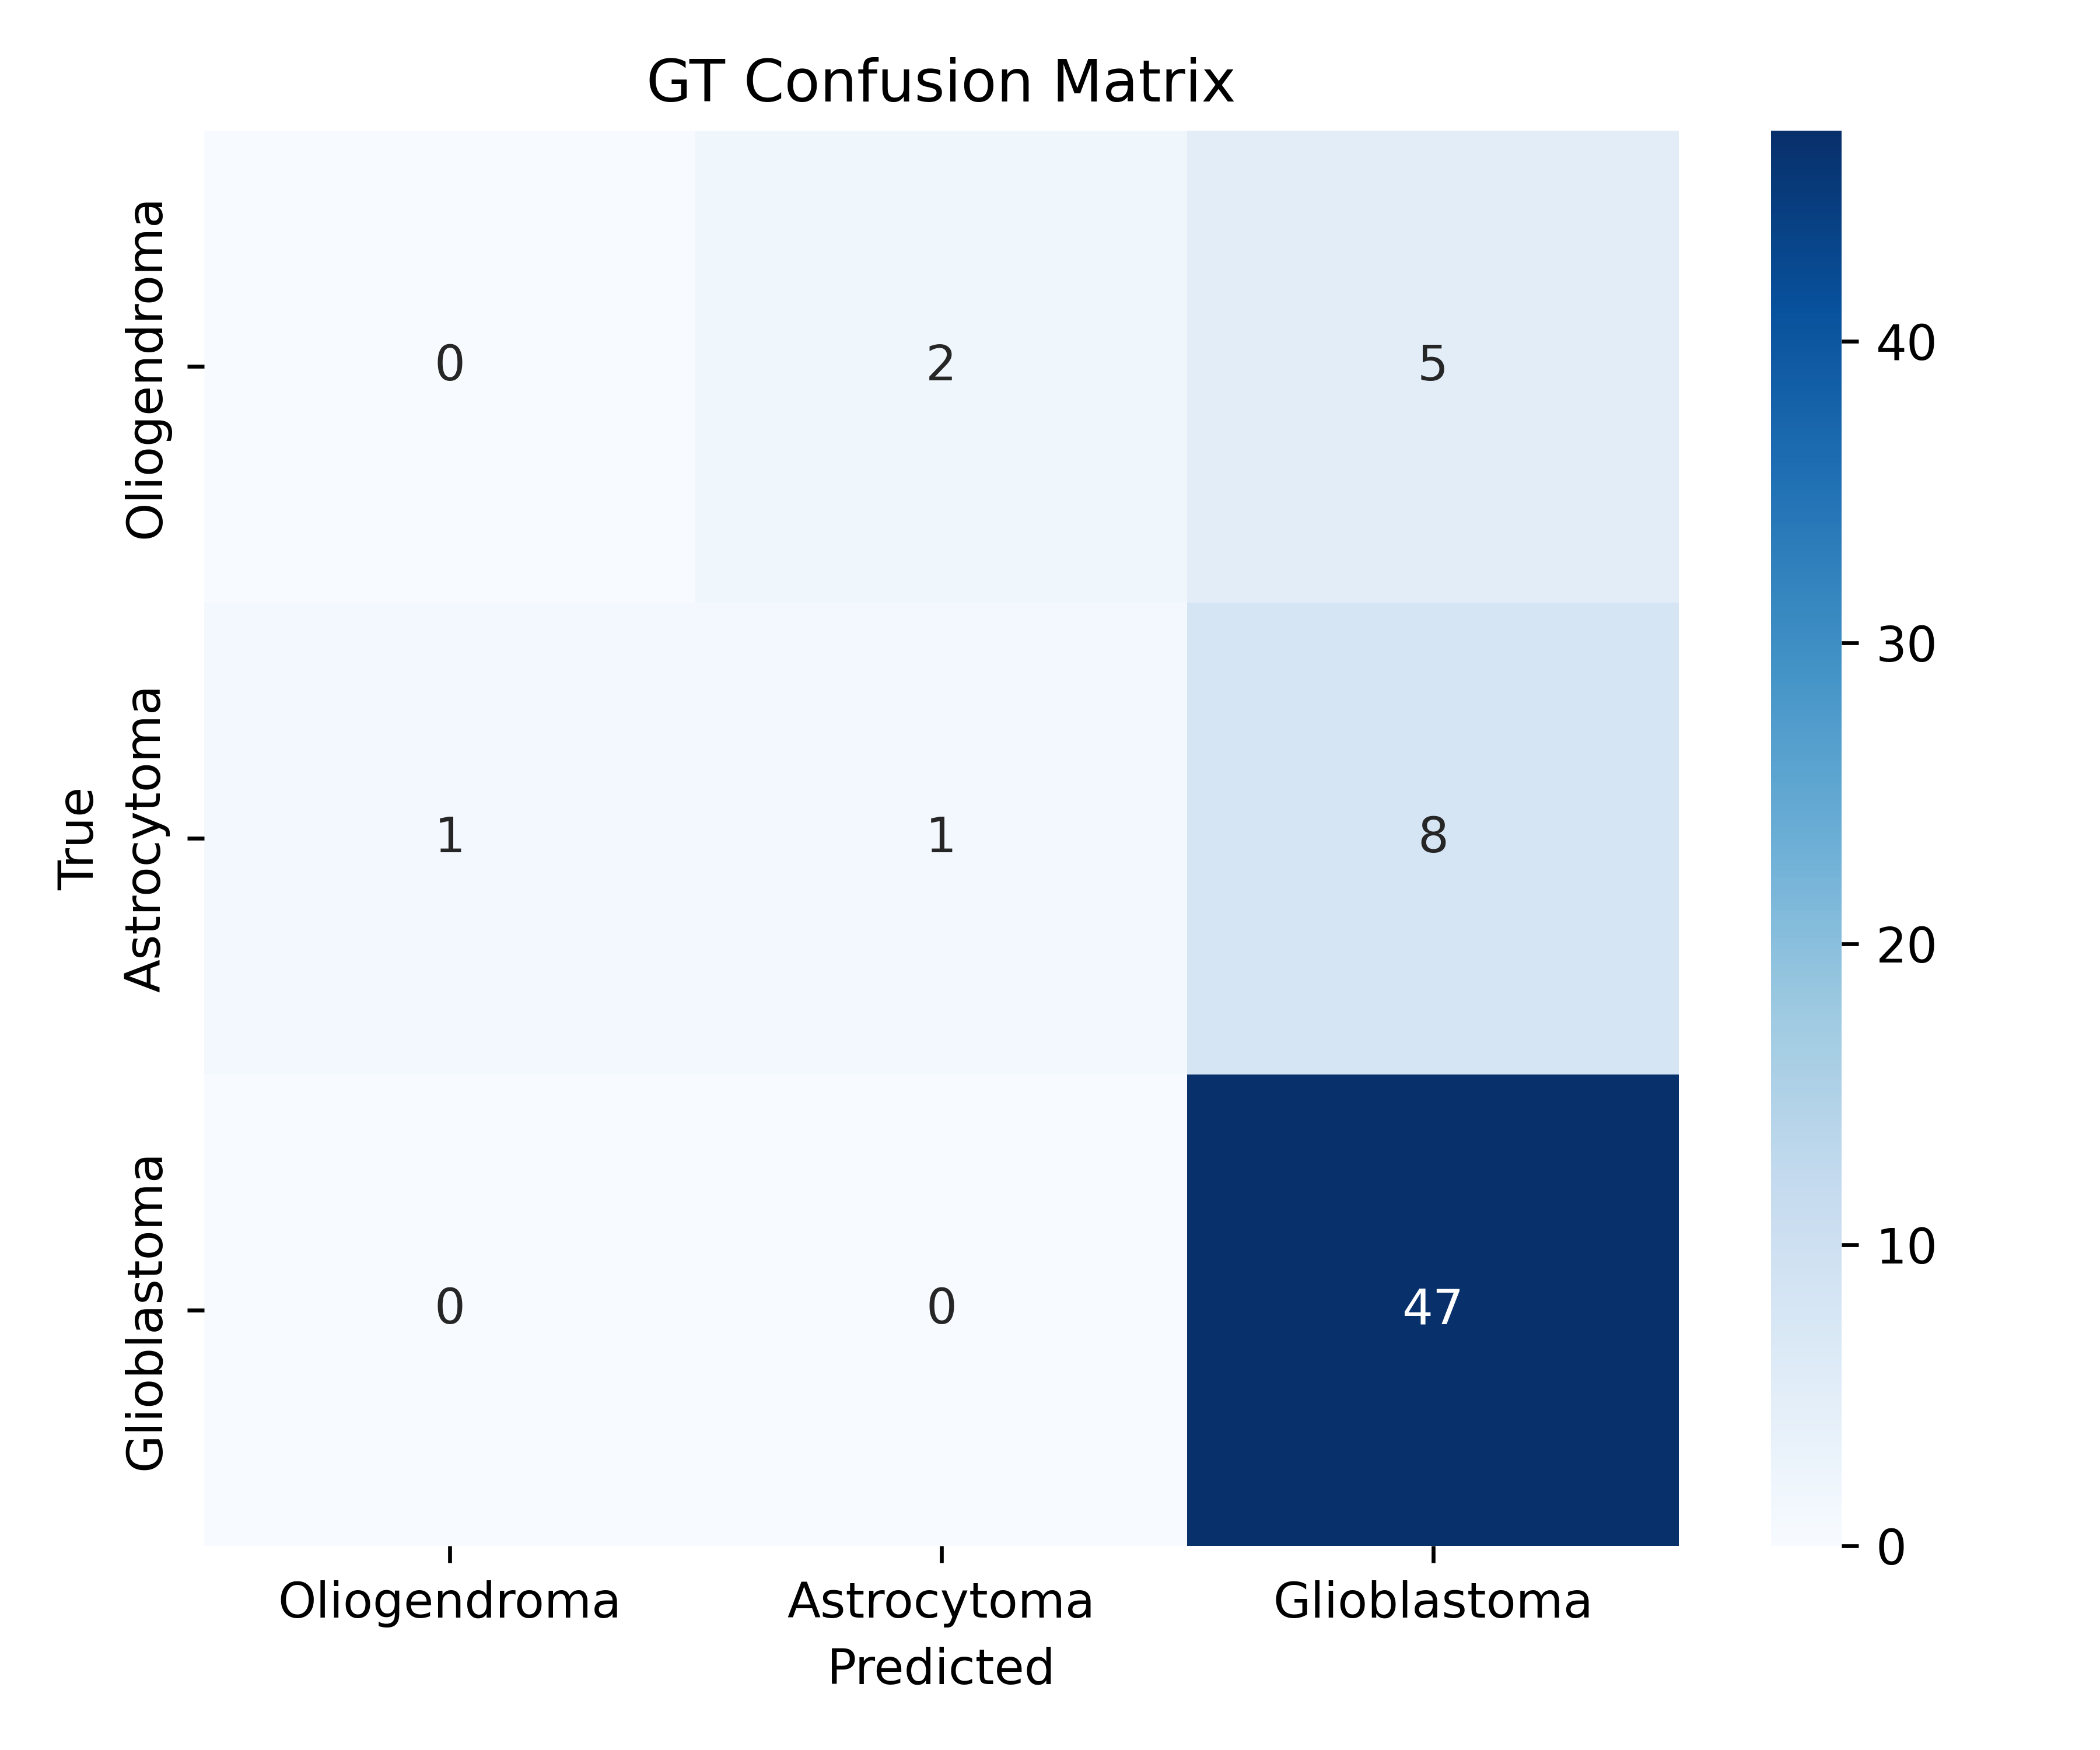 GT Confusion Matrix
True
Oliogendroma
Astrocytoma
Glioblastoma
0 2 5
1 1 8
0 0 47
Oliogendroma Astrocytoma Glioblastoma
Predicted
40
30
20
10
0